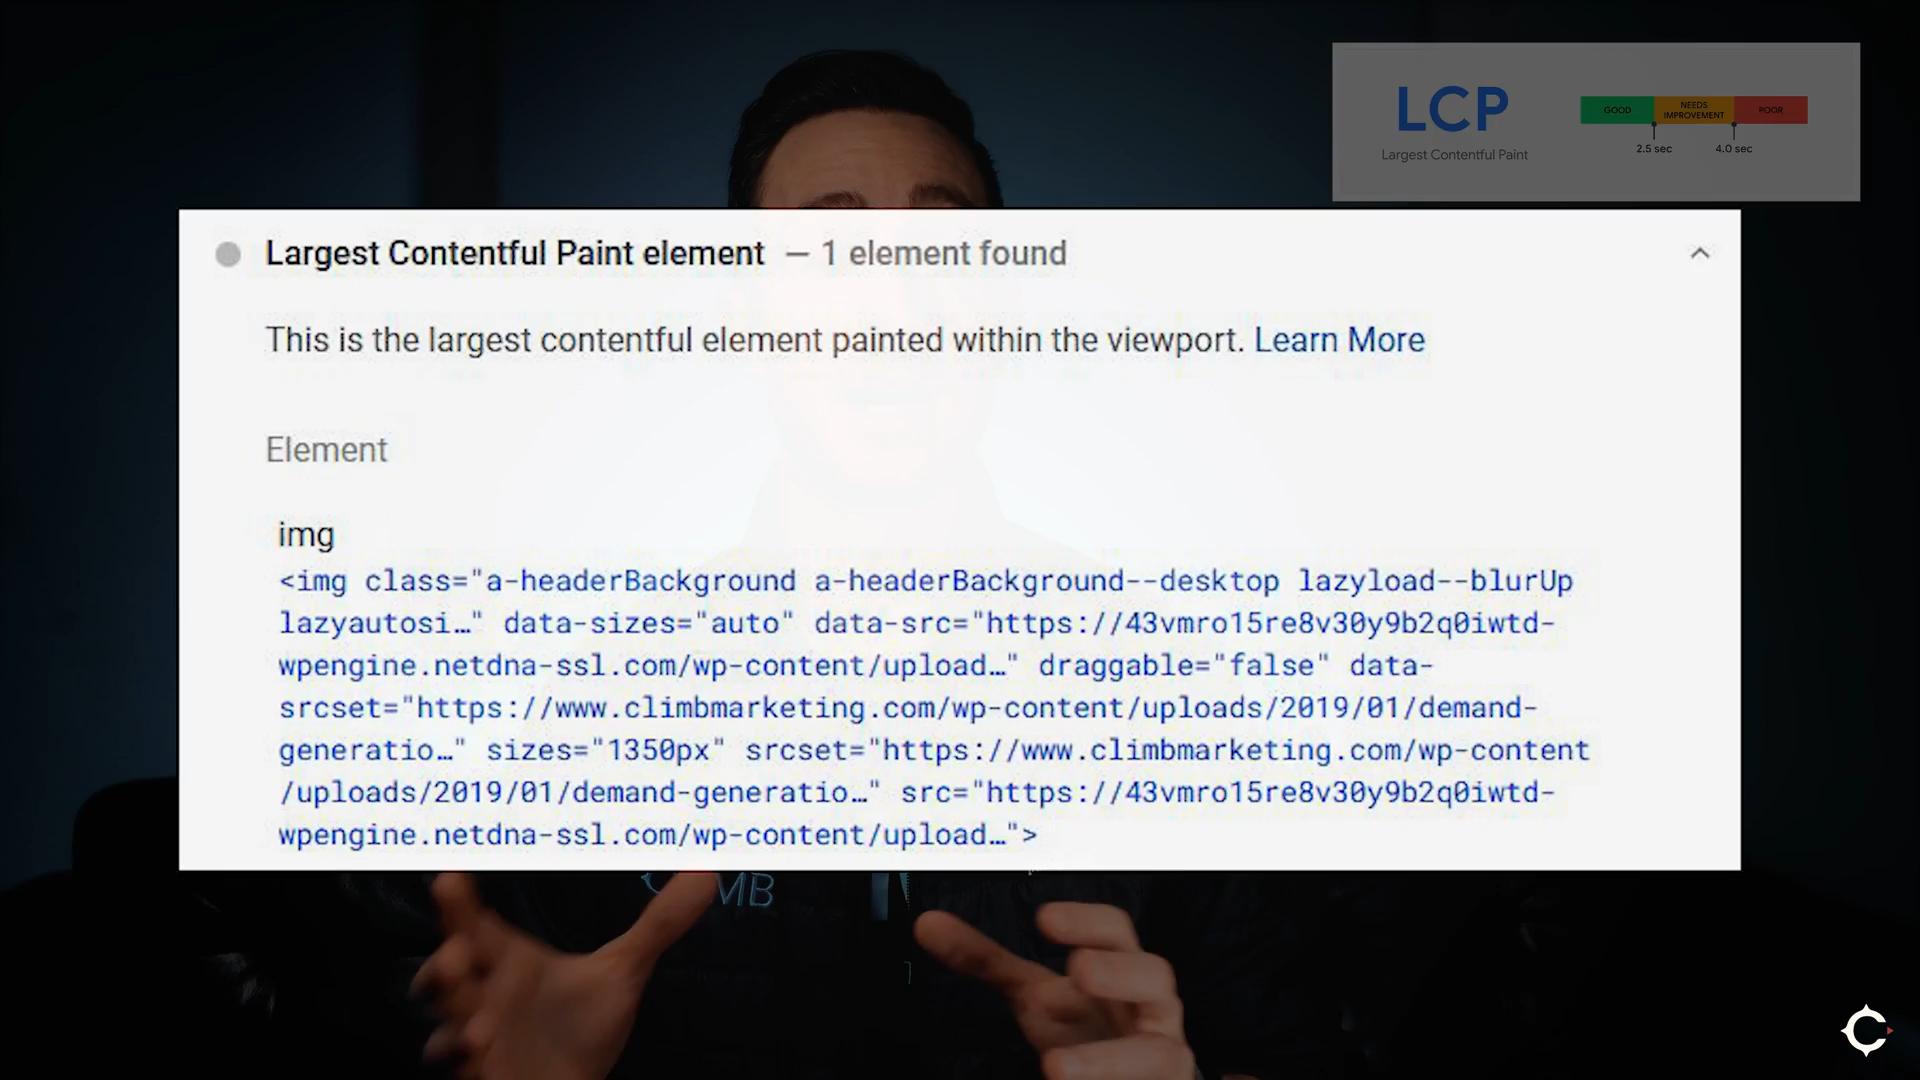 LCP
Largest Contentful Paint
GOOD
NEEDS
IMPROVEMENT
POOR
2.5 sec
4.0 sec
Largest Contentful Paint element — 1 element found
This is the largest contentful element painted within the viewport. Learn More
Element
img
<img class="a-headerBackground a-headerBackground--desktop lazyload--blurUp
lazyautosi…" data-sizes="auto" data-src="https://43vmro15re8v30y9b2q0iwtd-
wpengine.netdna-ssl.com/wp-content/upload…" draggable="false" data-
srcset="https://www.climbmarketing.com/wp-content/uploads/2019/01/demand-
generatio…" sizes="1350px" srcset="https://www.climbmarketing.com/wp-content
/uploads/2019/01/demand-generatio…" src="https://43vmro15re8v30y9b2q0iwtd-
wpengine.netdna-ssl.com/wp-content/upload…">